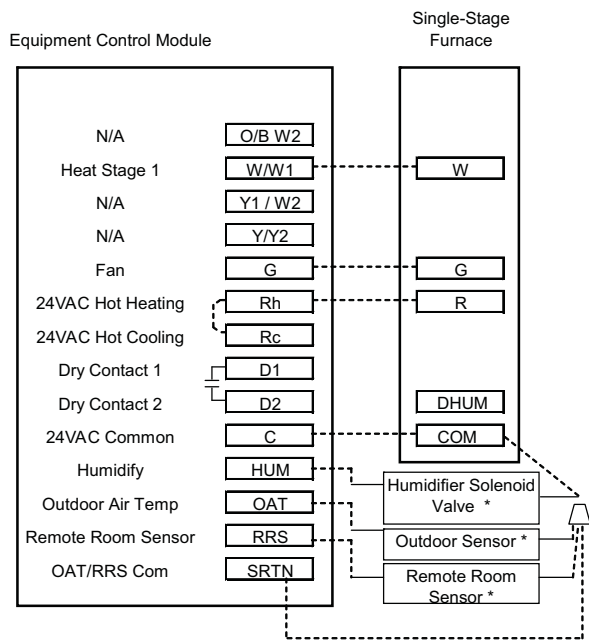 Single-Stage
Furnace
Equipment Control Module
N/A O/B W2
Heat Stage 1 W/W1 W
N/A Y1 / W2
N/A Y/Y2
Fan G G
24VAC Hot Heating Rh R
24VAC Hot Cooling Rc
Dry Contact 1 D1
Dry Contact 2 D2 DHUM
24VAC Common C COM
Humidify HUM
Humidifier Solenoid
Valve *
Outdoor Air Temp OAT
Outdoor Sensor *
Remote Room Sensor RRS
Remote Room
Sensor *
OAT/RRS Com SRTN